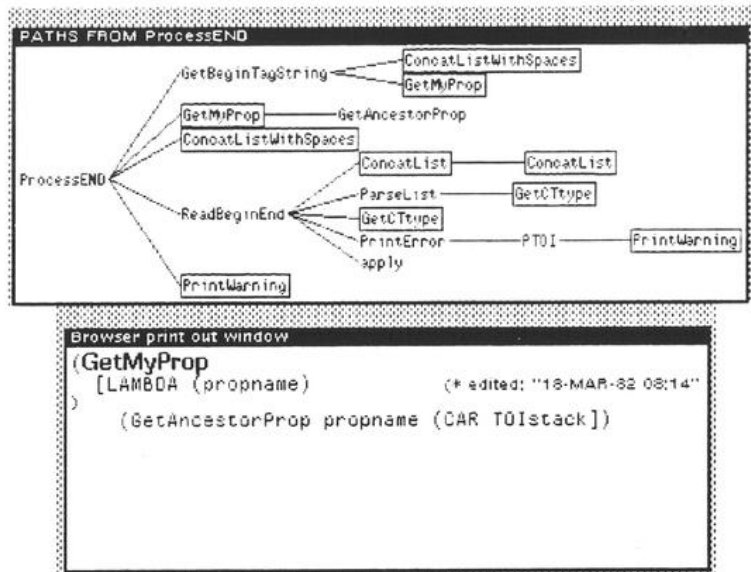 PATHS FROM ProcessEND
ConcatListWithSpaces
GetBeginTagString
GetMyProp
GetMyProp GetAncestorProp
ConcatListWithSpaces
ConcatList ConcatList
ProcessEND
ParseList GetCTtype
ReadBeginEnd
GetCTtype
PrintError PTOI PrintWarning
apply
PrintWarning
Browser print out window
(GetMyProp
[LAMBDA (propname) (* edited: "18-MAR-82 08:14"
)
(GetAncestorProp propname (CAR TOIstack])